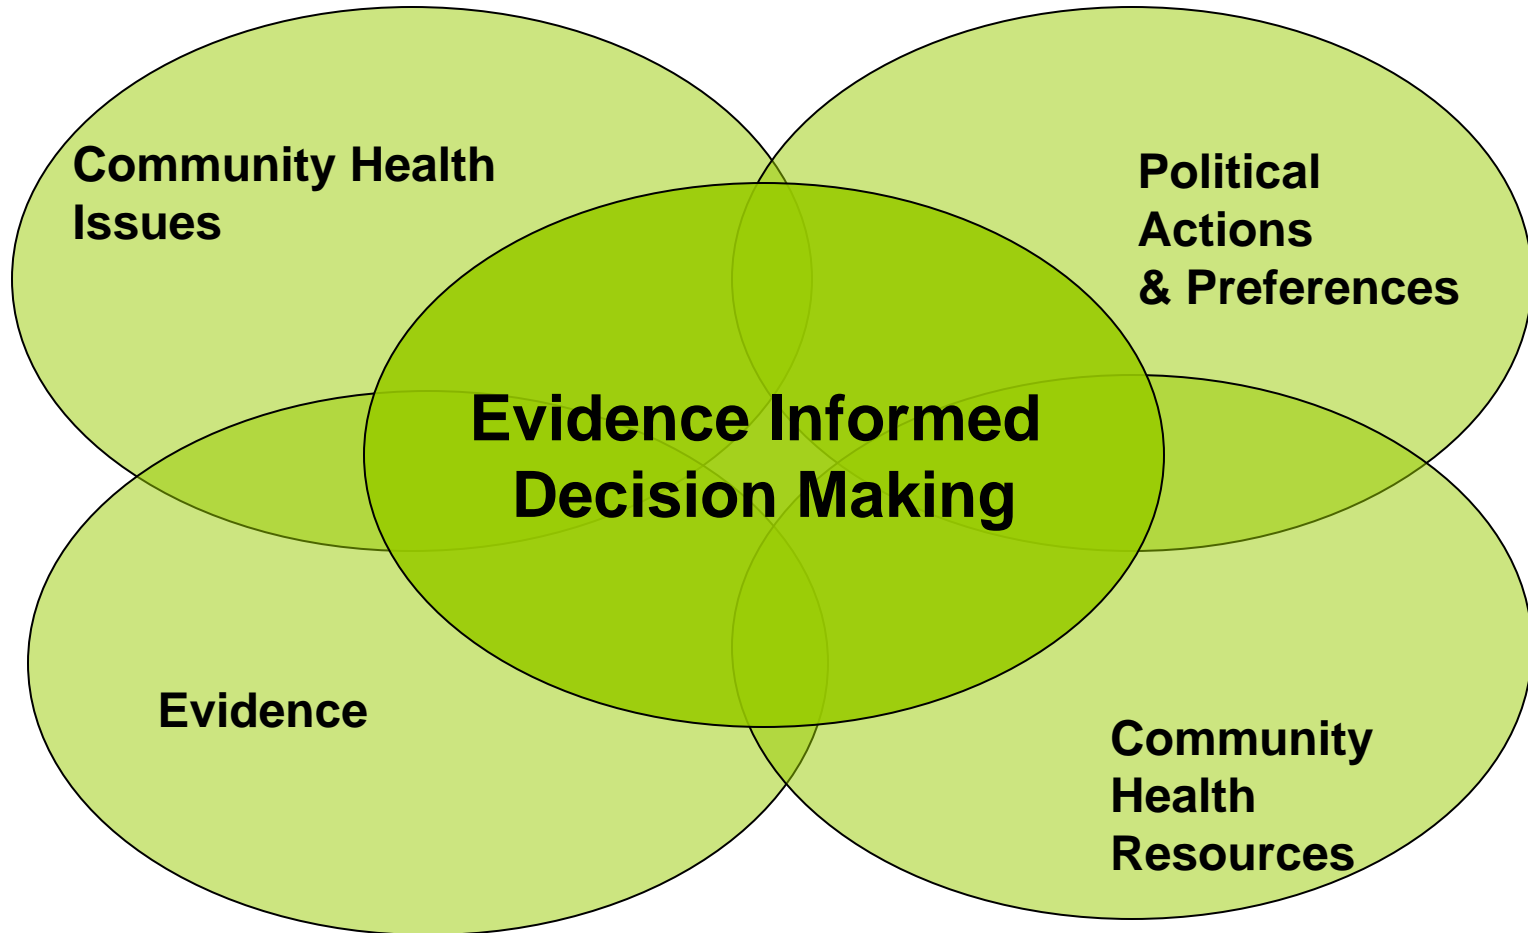 Community Health
Issues
Political
Actions
& Preferences
Evidence Informed
Decision Making
Evidence
Community
Health
Resources